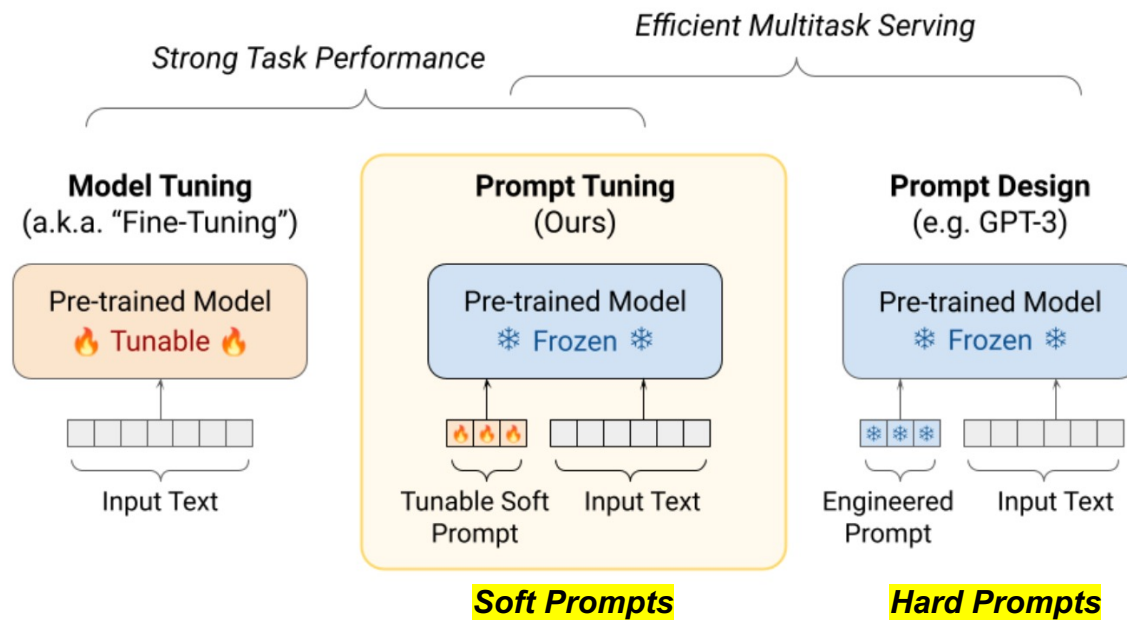 Efficient Multitask Serving
Strong Task Performance
Model Tuning
(a.k.a. “Fine-Tuning”)
Pre-trained Model
Tunable
Input Text
Prompt Tuning
(Ours)
Pre-trained Model
Frozen
Tunable Soft
Prompt
Input Text
Soft Prompts
Prompt Design
(e.g. GPT-3)
Pre-trained Model
Frozen
Engineered
Prompt
Input Text
Hard Prompts